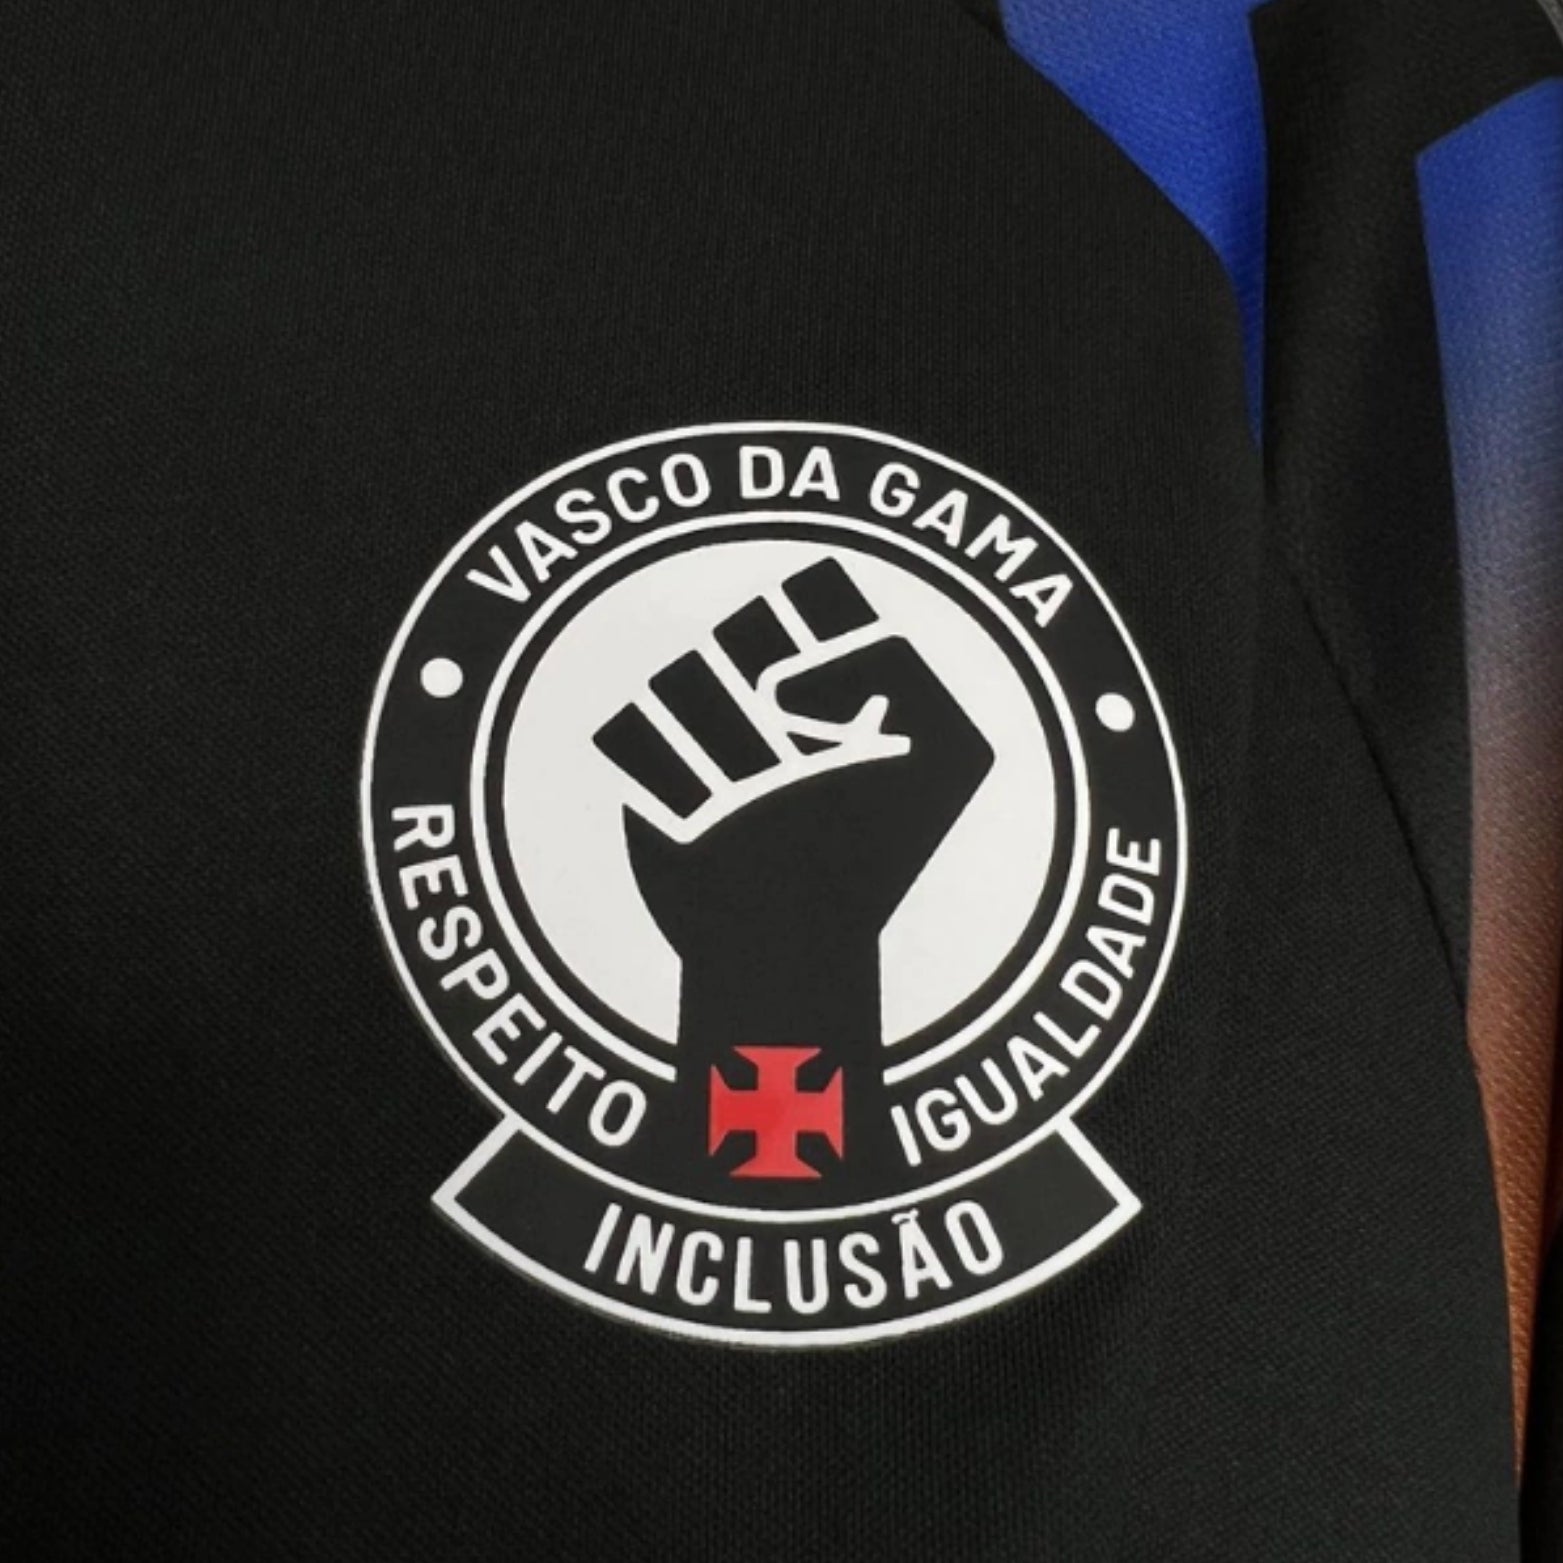 VASCO DA GAMA
RESPEITO
IGUALDADE
INCLUSÃO